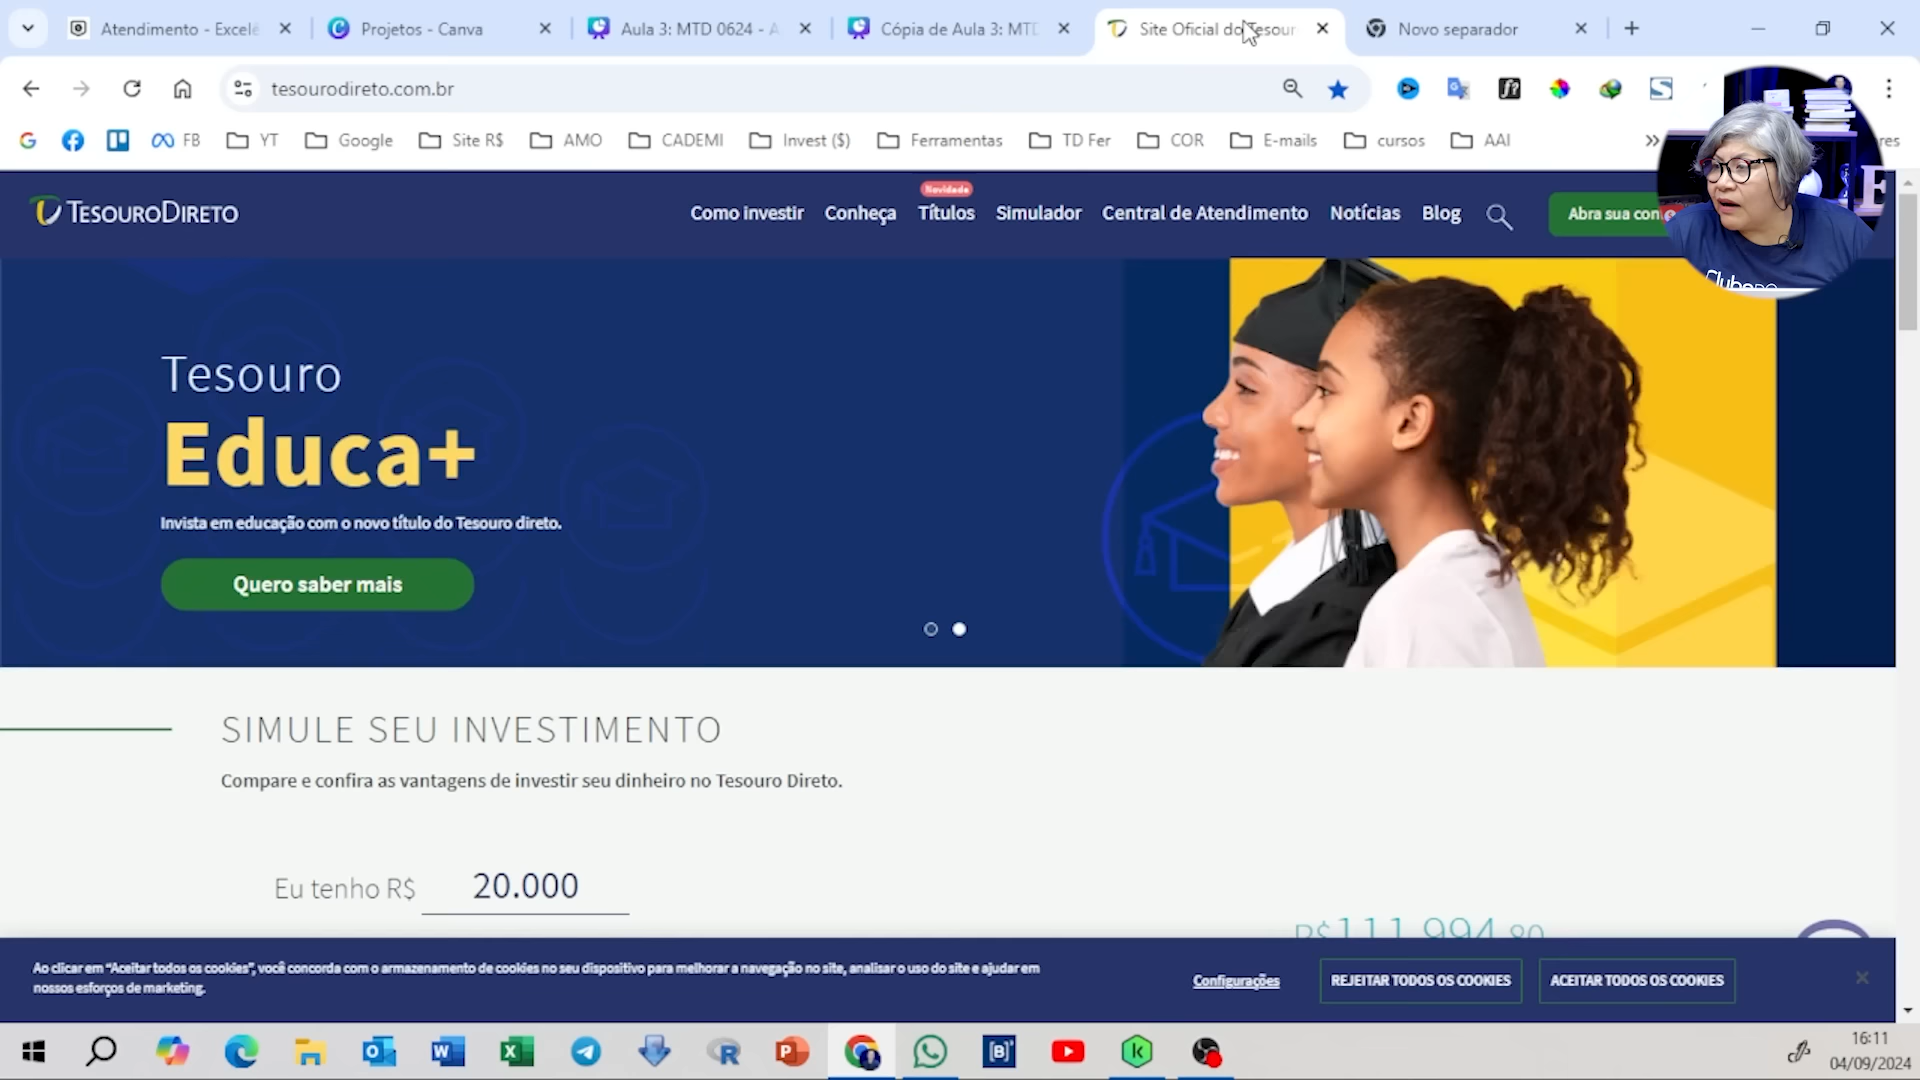 Atendimento - Excelê
Projetos - Canva
Aula 3: MTD 0624 - A
Cópia de Aula 3: MTD
Site Oficial do Tesour
Novo separador
tesourodireto.com.br
FB
YT
Google
Site R$
AMO
CADEMI
Invest ($)
Ferramentas
TD Fer
COR
E-mails
cursos
AAI
res
TESOURODIRETO
Como investir
Conheça
Novidade
Títulos
Simulador
Central de Atendimento
Notícias
Blog
Abra sua con
Clube DO
Tesouro
Educa+
Invista em educação com o novo título do Tesouro direto.
Quero saber mais
SIMULE SEU INVESTIMENTO
Compare e confira as vantagens de investir seu dinheiro no Tesouro Direto.
Eu tenho R$ 20.000
R$111.994,80
Ao clicar em “Aceitar todos os cookies”, você concorda com o armazenamento de cookies no seu dispositivo para melhorar a navegação no site, analisar o uso do site e ajudar em
nossos esforços de marketing.
Configurações
REJEITAR TODOS OS COOKIES
ACEITAR TODOS OS COOKIES
16:11
04/09/2024